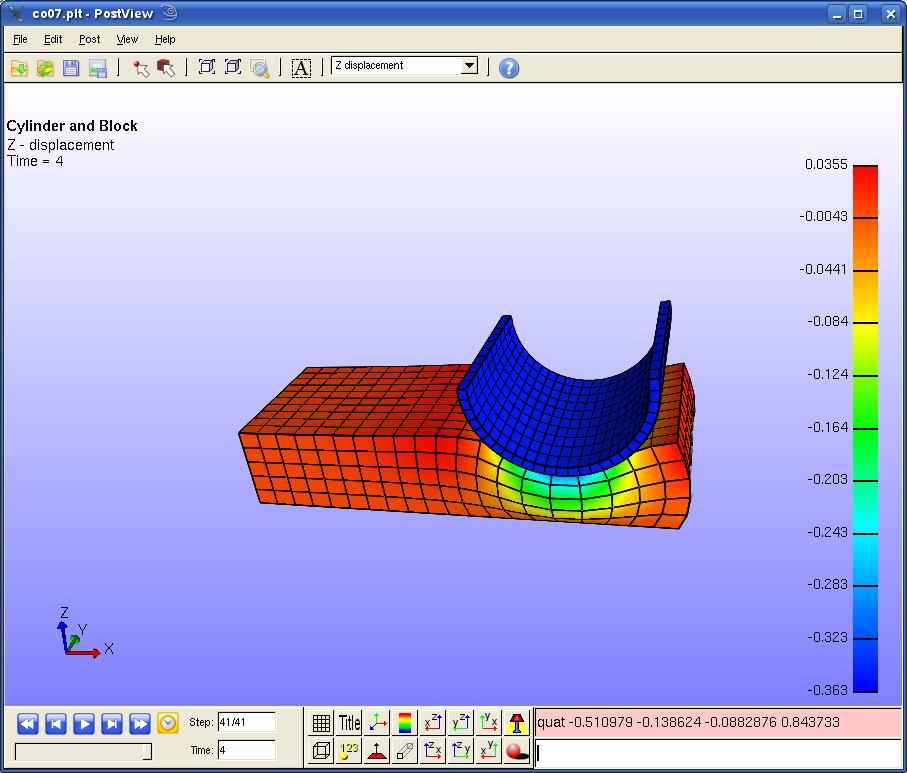 co07.plt - PostView
File Edit Post View Help
A Z displacement ?
Cylinder and Block
Z - displacement
Time = 4
0.0355
-0.0043
-0.0441
-0.084
-0.124
-0.164
-0.203
-0.243
-0.283
-0.323
-0.363
Z
Y
X
Step: 41/41
Time: 4
Title
123
quat -0.510979 -0.138624 -0.0882876 0.843733